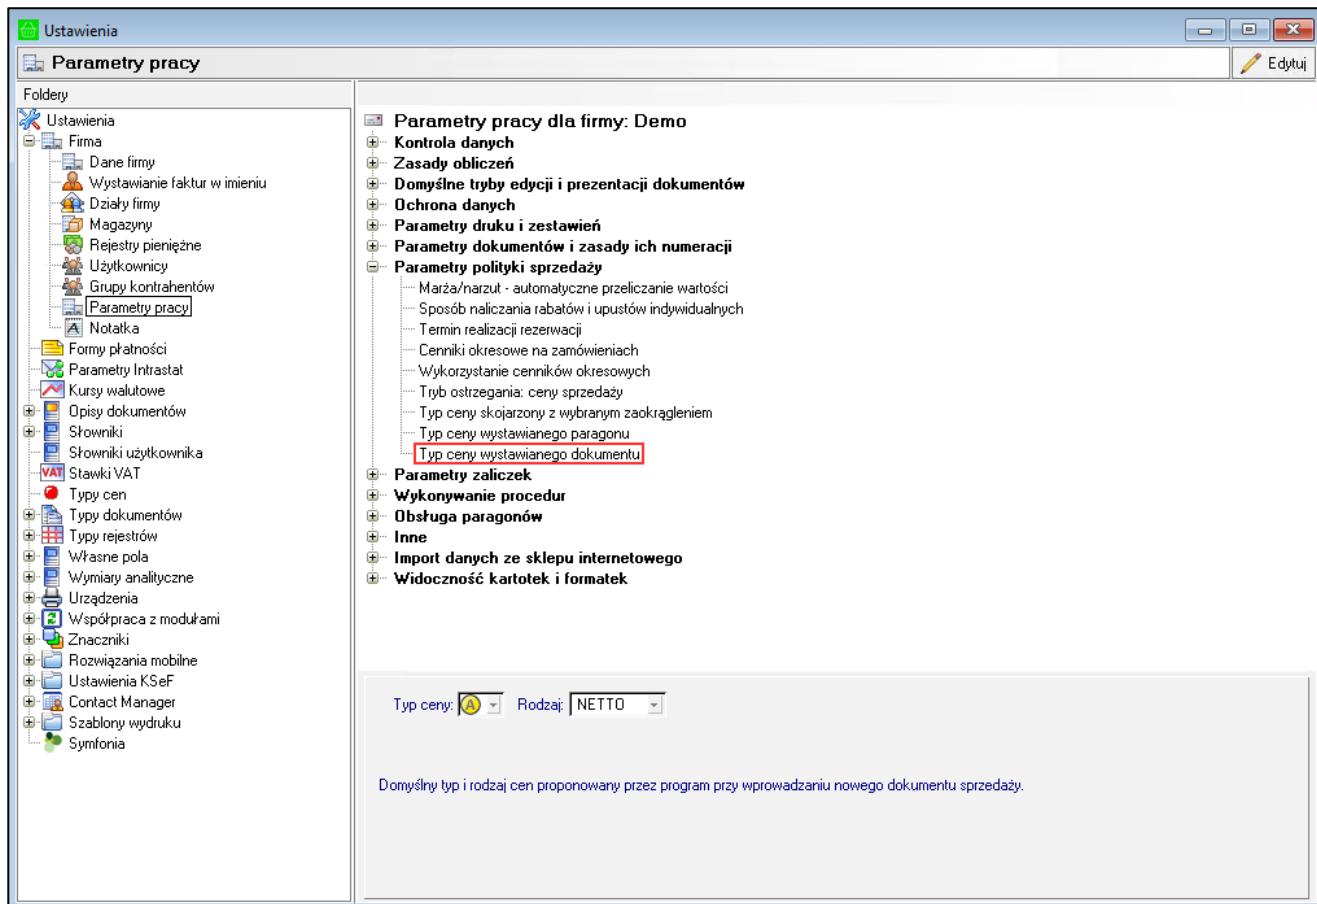 Ustawienia
Parametry pracy
Edytuj
Foldery
Ustawienia
Firma
Dane firmy
Wystawianie faktur w imieniu
Działy firmy
Magazyny
Rejestry pieniężne
Użytkownicy
Grupy kontrahentów
Parametry pracy
Notatka
Formy płatności
Parametry Intrastat
Kursy walutowe
Opisy dokumentów
Słowniki
Słowniki użytkownika
VAT Stawki VAT
Typy cen
Typy dokumentów
Typy rejestrów
Własne pola
Wymiary analityczne
Urządzenia
Współpraca z modułami
Znaczniki
Rozwiązania mobilne
Ustawienia KSeF
Contact Manager
Szablony wydruku
Symfonia
Parametry pracy dla firmy: Demo
Kontrola danych
Zasady obliczeń
Domyślne tryby edycji i prezentacji dokumentów
Ochrona danych
Parametry druku i zestawień
Parametry dokumentów i zasady ich numeracji
Parametry polityki sprzedaży
Marża/narzut - automatyczne przeliczanie wartości
Sposób naliczania rabatów i upustów indywidualnych
Termin realizacji rezerwacji
Cenniki okresowe na zamówieniach
Wykorzystanie cenników okresowych
Tryb ostrzegania: ceny sprzedaży
Typ ceny skojarzony z wybranym zaokrągleniem
Typ ceny wystawianego paragonu
Typ ceny wystawianego dokumentu
Parametry zaliczek
Wykonywanie procedur
Obsługa paragonów
Inne
Import danych ze sklepu internetowego
Widoczność kartotek i formatek
Typ ceny: A Rodzaj: NETTO
Domyślny typ i rodzaj cen proponowany przez program przy wprowadzaniu nowego dokumentu sprzedaży.